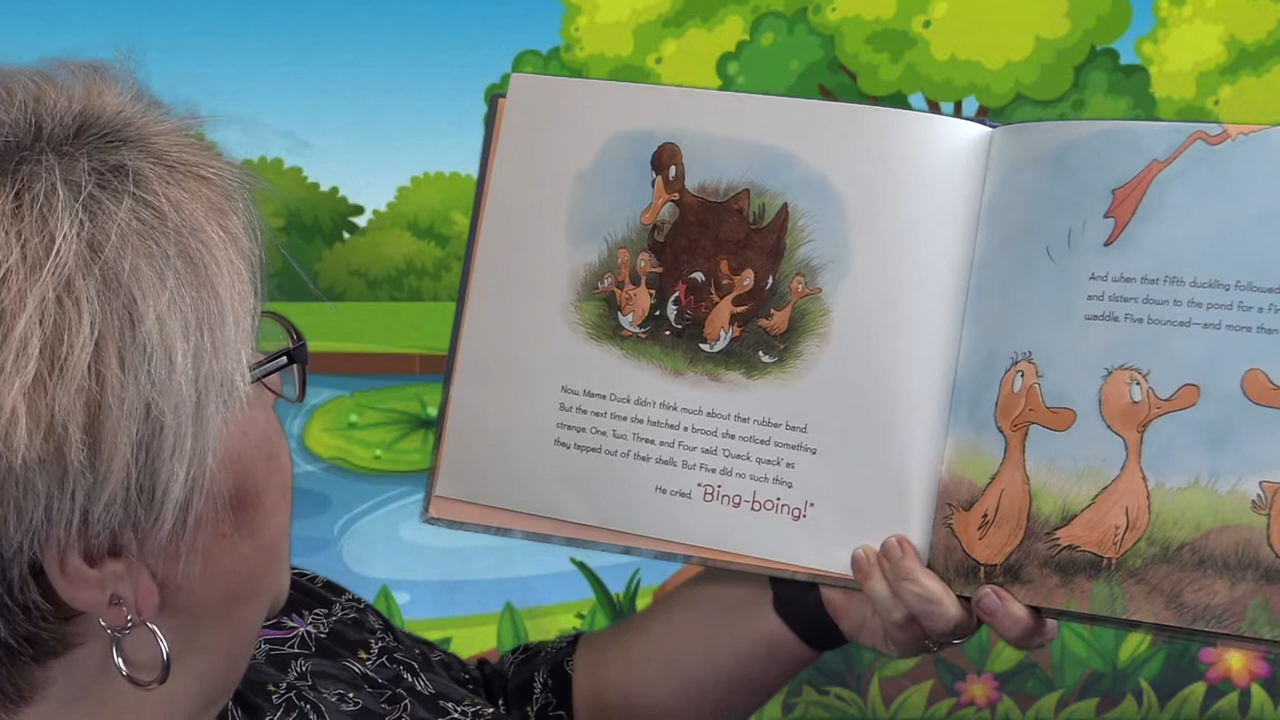 Now, Mama Duck didn't think much about that rubber band.
But the next time she hatched a brood, she noticed something
strange. One, Two, Three, and Four said, "Quack, quack" as
they tapped out of their shells. But Five did no such thing.
He cried, "Bing-boing!"
And when that fifth duckling followed
and sisters down to the pond for a
waddle, Five bounced—and more than